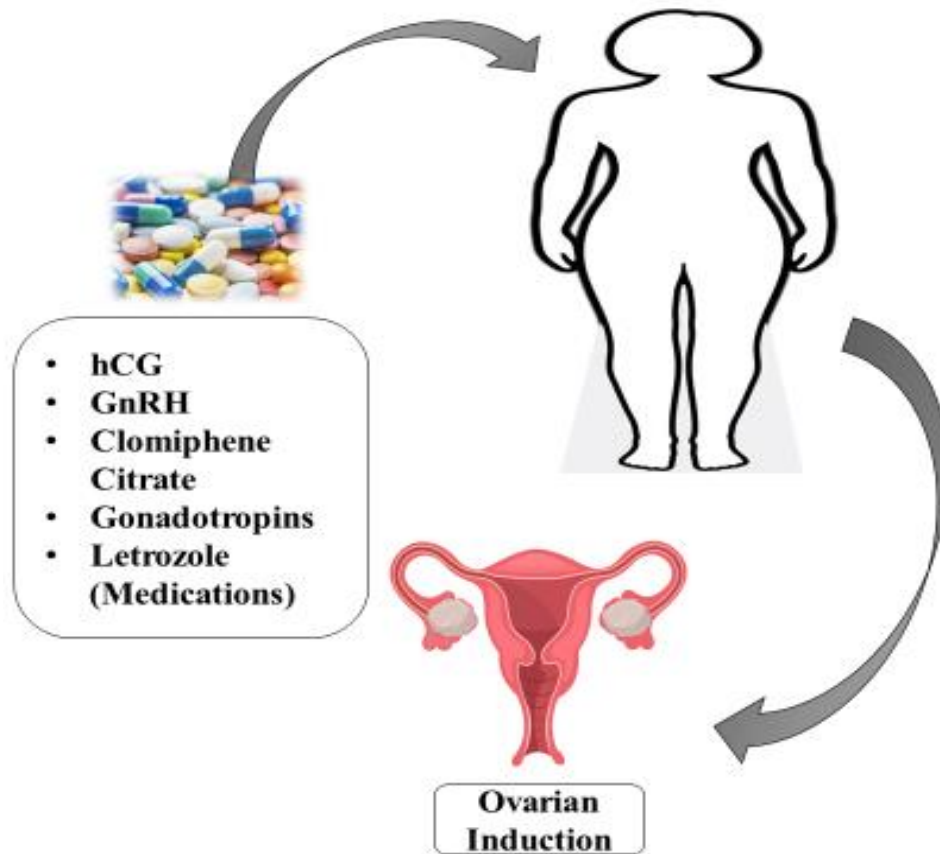 • hCG
• GnRH
• Clomiphene
Citrate
• Gonadotropins
• Letrozole
(Medications)
Ovarian
Induction